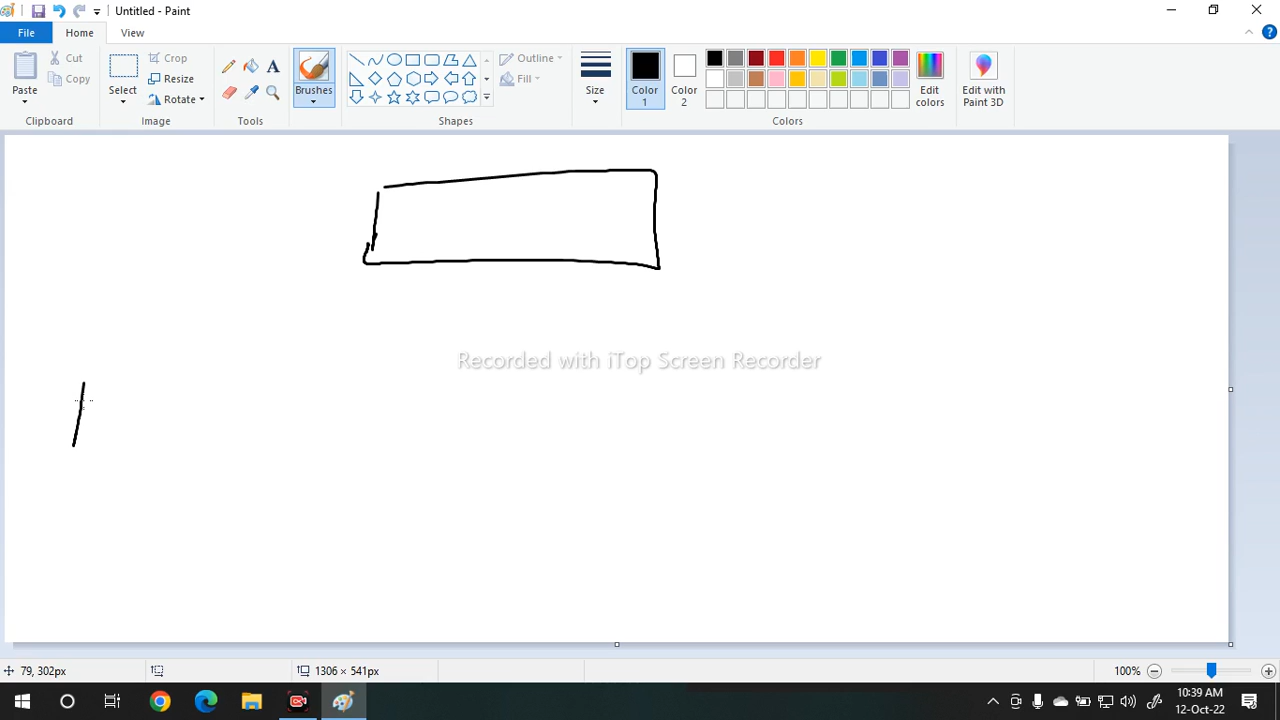 Untitled - Paint
File Home View
Paste
Cut
Copy
Clipboard
Select
Crop
Resize
Rotate
Image
A
Tools
Brushes
Outline
Fill
Shapes
Size
Color
1
Color
2
Edit
colors
Colors
Edit with
Paint 3D
Recorded with iTop Screen Recorder
79, 302px
1306 × 541px
100%
10:39 AM
12-Oct-22